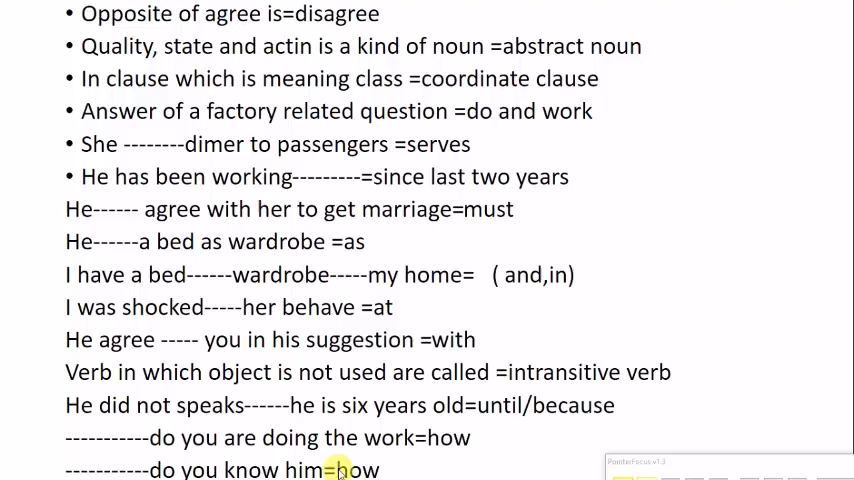 • Opposite of agree is=disagree
• Quality, state and actin is a kind of noun =abstract noun
• In clause which is meaning class =coordinate clause
• Answer of a factory related question =do and work
• She --------dimer to passengers =serves
• He has been working---------=since last two years
He------ agree with her to get marriage=must
He------a bed as wardrobe =as
I have a bed------wardrobe-----my home=   ( and,in)
I was shocked-----her behave =at
He agree ----- you in his suggestion =with
Verb in which object is not used are called =intransitive verb
He did not speaks------he is six years old=until/because
-----------do you are doing the work=how
-----------do you know him=how
PointerFocus v1.3